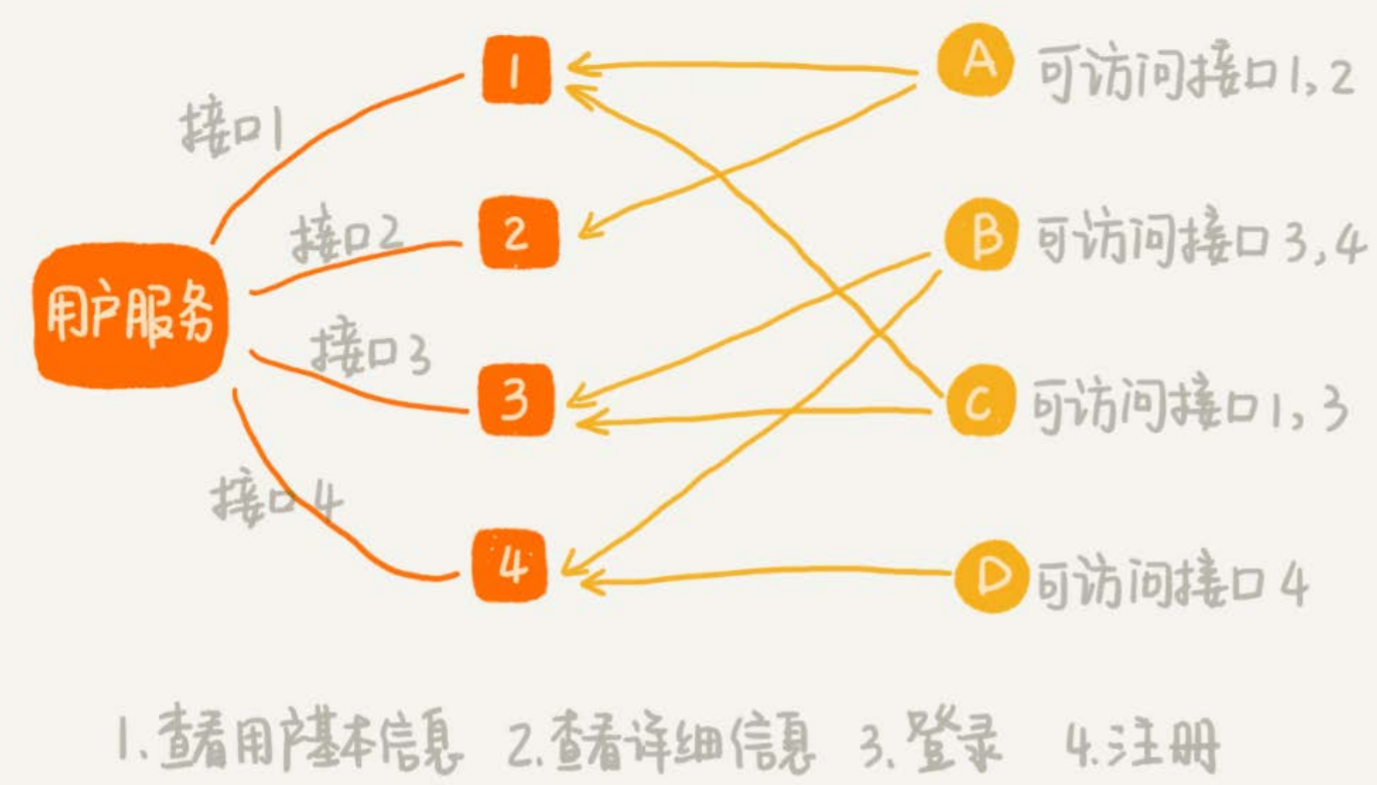 1
A 可访问接口1,2
接口1
2
接口2
B 可访问接口3,4
用户服务
接口3
3
C 可访问接口1,3
接口4
4
D 可访问接口4
1.查看用户基本信息 2.查看详细信息 3.登录 4.注册